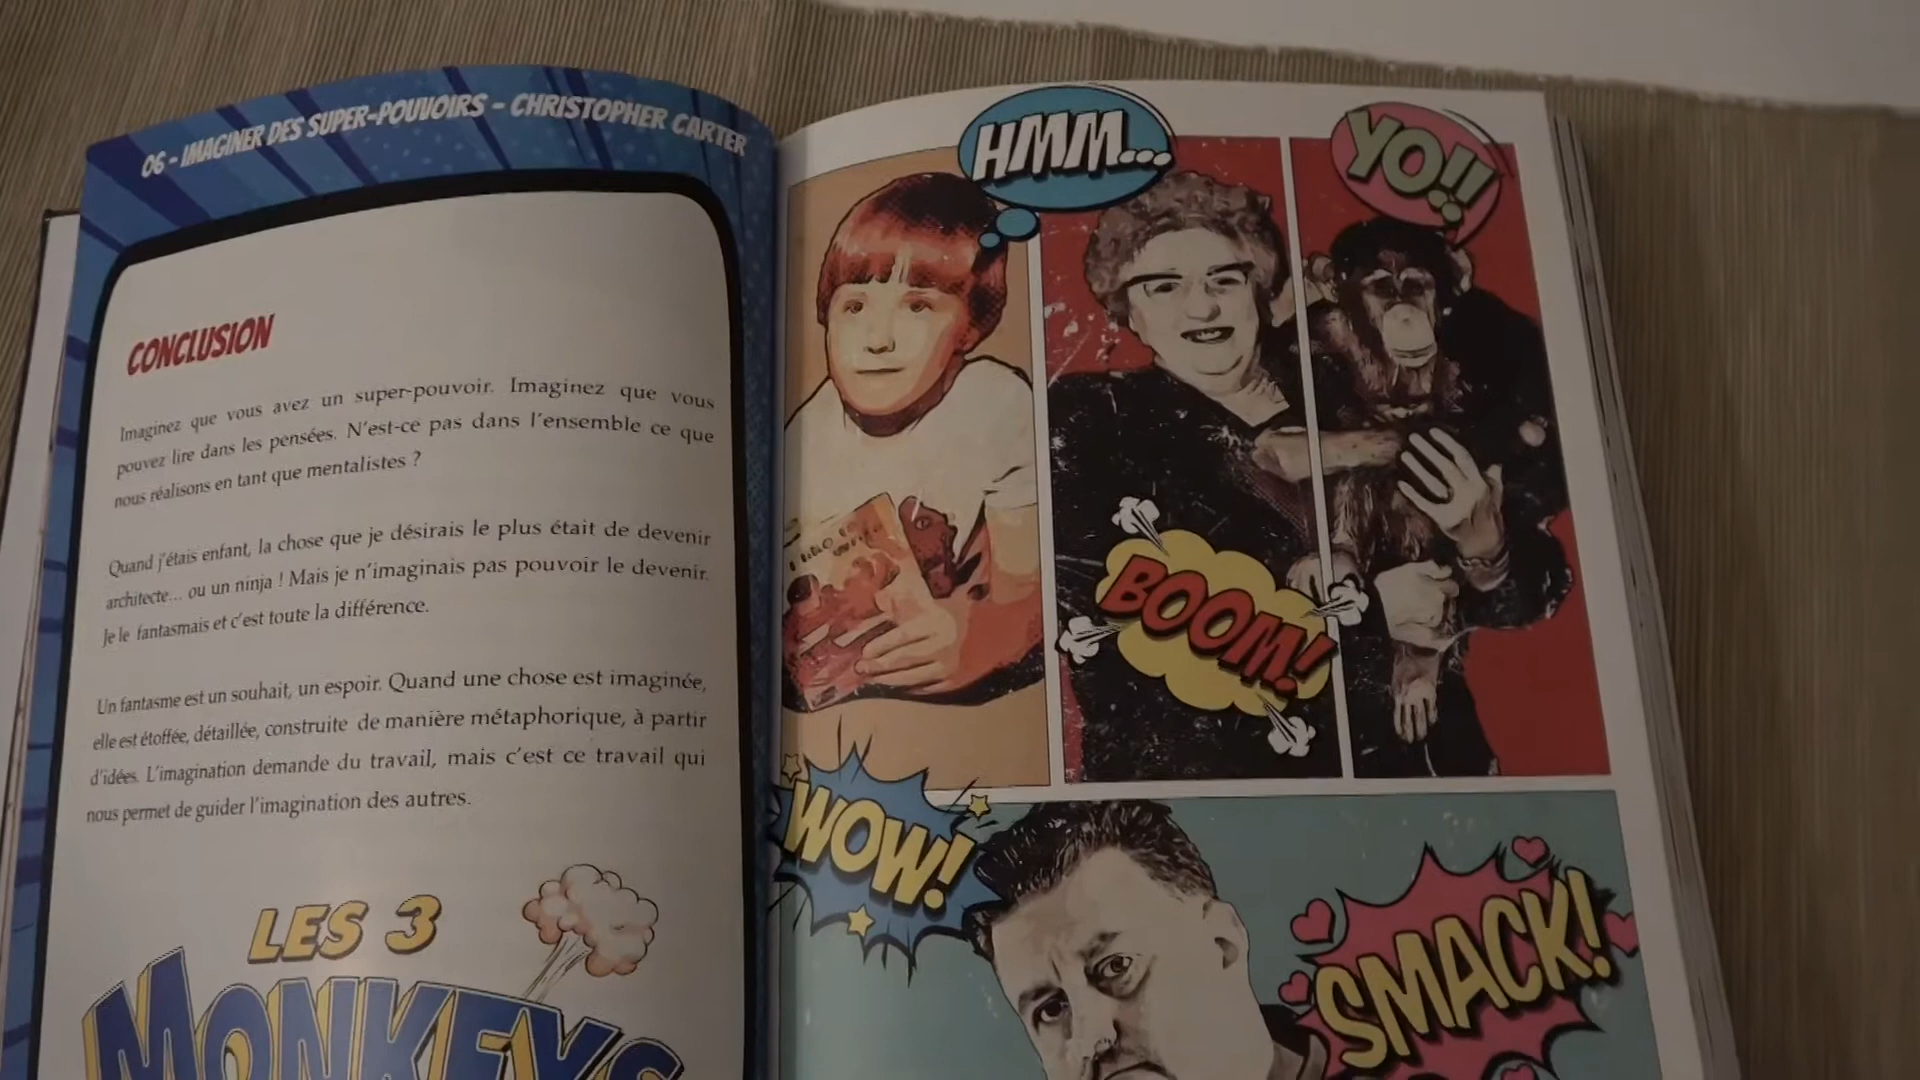 06 - IMAGINER DES SUPER-POUVOIRS - CHRISTOPHER CARTER
CONCLUSION
Imaginez que vous avez un super-pouvoir. Imaginez que vous
pouvez lire dans les pensées. N'est-ce pas dans l'ensemble ce que
nous réalisons en tant que mentalistes ?
Quand j'étais enfant, la chose que je désirais le plus était de devenir
architecte... ou un ninja ! Mais je n'imaginais pas pouvoir le devenir.
Je le fantasmais et c'est toute la différence.
Un fantasme est un souhait, un espoir. Quand une chose est imaginée,
elle est étoffée, détaillée, construite de manière métaphorique, à partir
d'idées. L'imagination demande du travail, mais c'est ce travail qui
nous permet de guider l'imagination des autres.
LES 3
MONKEYS
HMM...
YO!!
BOOM!
WOW!
SMACK!